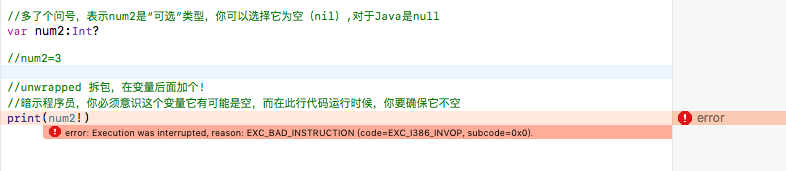 //多了个问号，表示num2是“可选”类型，你可以选择它为空（nil）,对于Java是null
var num2:Int?
//num2=3
//unwrapped 拆包，在变量后面加个！
//暗示程序员，你必须意识这个变量它有可能是空，而在此行代码运行时候，你要确保它不空
print(num2!)
error
error: Execution was interrupted, reason: EXC_BAD_INSTRUCTION (code=EXC_I386_INVOP, subcode=0x0).